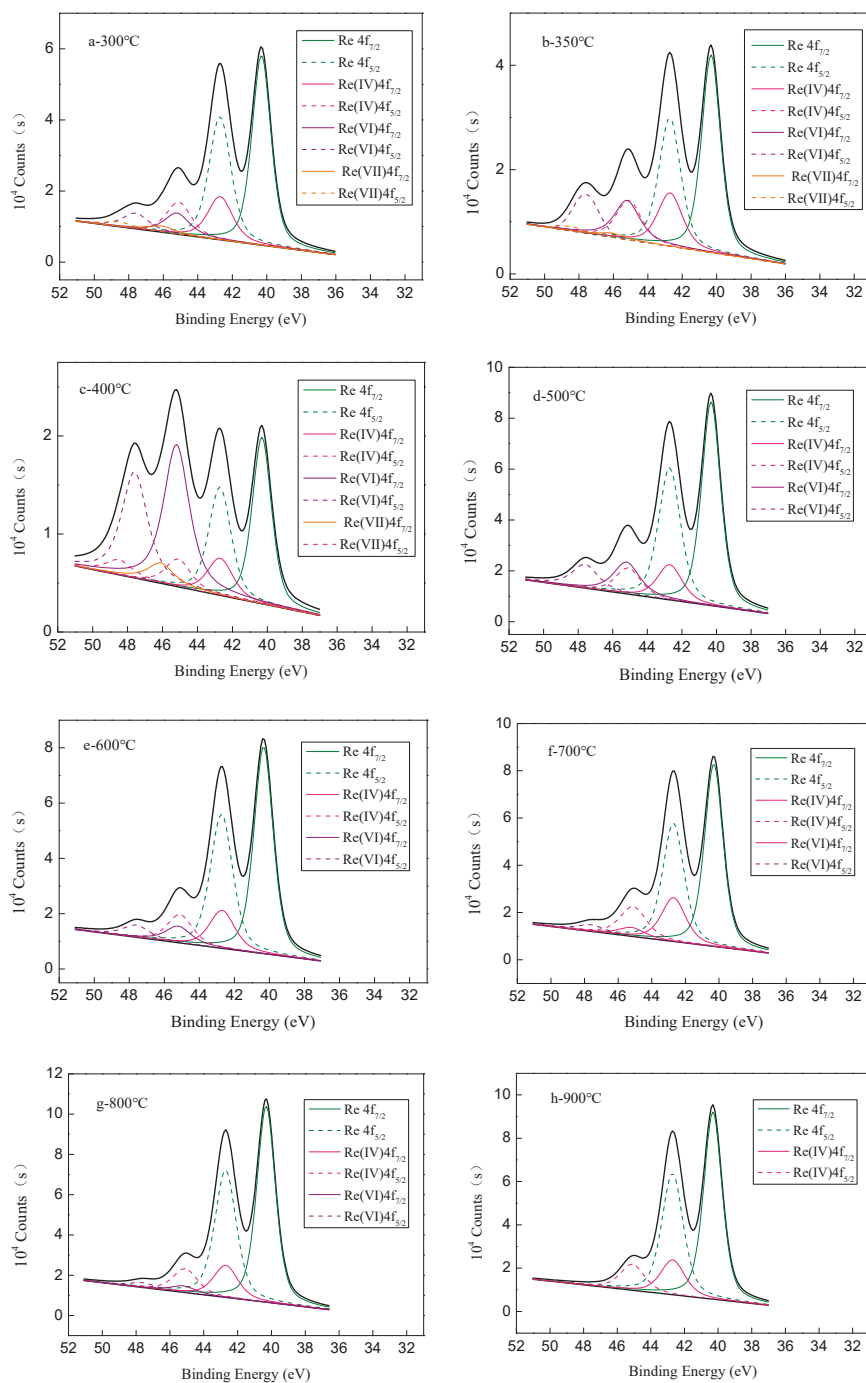 a-300℃
Re 4f7/2
Re 4f5/2
Re(IV)4f7/2
Re(IV)4f5/2
Re(VI)4f7/2
Re(VI)4f5/2
Re(VII)4f7/2
Re(VII)4f5/2
10^4 Counts（s）
6
4
2
0
52 50 48 46 44 42 40 38 36 34 32
Binding Energy (eV)
b-350℃
Re 4f7/2
Re 4f5/2
Re(IV)4f7/2
Re(IV)4f5/2
Re(VI)4f7/2
Re(VI)4f5/2
Re(VII)4f7/2
Re(VII)4f5/2
10^4 Counts（s）
4
2
0
52 50 48 46 44 42 40 38 36 34 32
Binding Energy (eV)
c-400℃
Re 4f7/2
Re 4f5/2
Re(IV)4f7/2
Re(IV)4f5/2
Re(VI)4f7/2
Re(VI)4f5/2
Re(VII)4f7/2
Re(VII)4f5/2
10^4 Counts（s）
2
1
0
52 50 48 46 44 42 40 38 36 34 32
Binding Energy (eV)
d-500℃
Re 4f7/2
Re 4f5/2
Re(IV)4f7/2
Re(IV)4f5/2
Re(VI)4f7/2
Re(VI)4f5/2
10^4 Counts（s）
10
8
6
4
2
0
52 50 48 46 44 42 40 38 36 34 32
Binding Energy (eV)
e-600℃
Re 4f7/2
Re 4f5/2
Re(IV)4f7/2
Re(IV)4f5/2
Re(VI)4f7/2
Re(VI)4f5/2
10^4 Counts（s）
8
6
4
2
0
52 50 48 46 44 42 40 38 36 34 32
Binding Energy (eV)
f-700℃
Re 4f7/2
Re 4f5/2
Re(IV)4f7/2
Re(IV)4f5/2
Re(VI)4f7/2
Re(VI)4f5/2
10^4 Counts（s）
10
8
6
4
2
0
52 50 48 46 44 42 40 38 36 34 32
Binding Energy (eV)
g-800℃
Re 4f7/2
Re 4f5/2
Re(IV)4f7/2
Re(IV)4f5/2
Re(VI)4f7/2
Re(VI)4f5/2
10^4 Counts（s）
12
10
8
6
4
2
0
52 50 48 46 44 42 40 38 36 34 32
Binding Energy (eV)
h-900℃
Re 4f7/2
Re 4f5/2
Re(IV)4f7/2
Re(IV)4f5/2
10^4 Counts（s）
10
8
6
4
2
0
52 50 48 46 44 42 40 38 36 34 32
Binding Energy (eV)